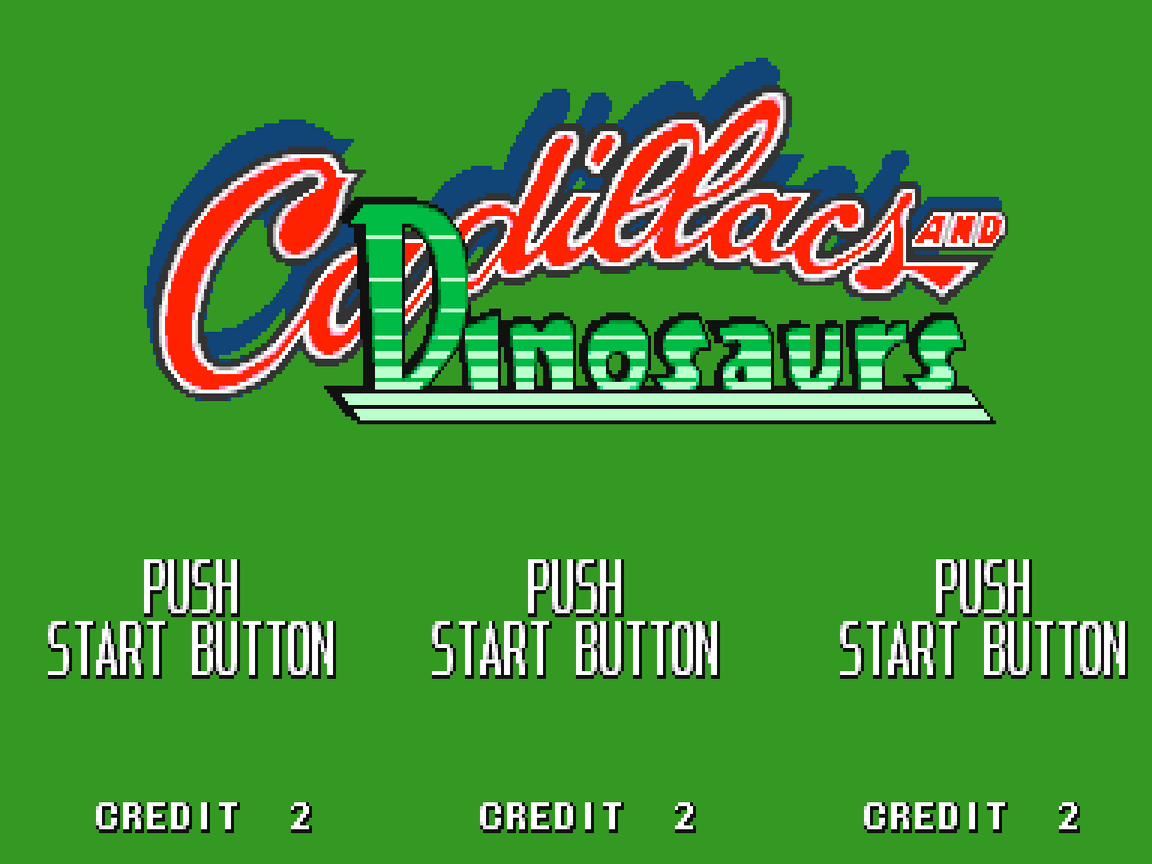 Cadillacs AND
Dinosaurs
PUSH
START BUTTON
PUSH
START BUTTON
PUSH
START BUTTON
CREDIT 2
CREDIT 2
CREDIT 2